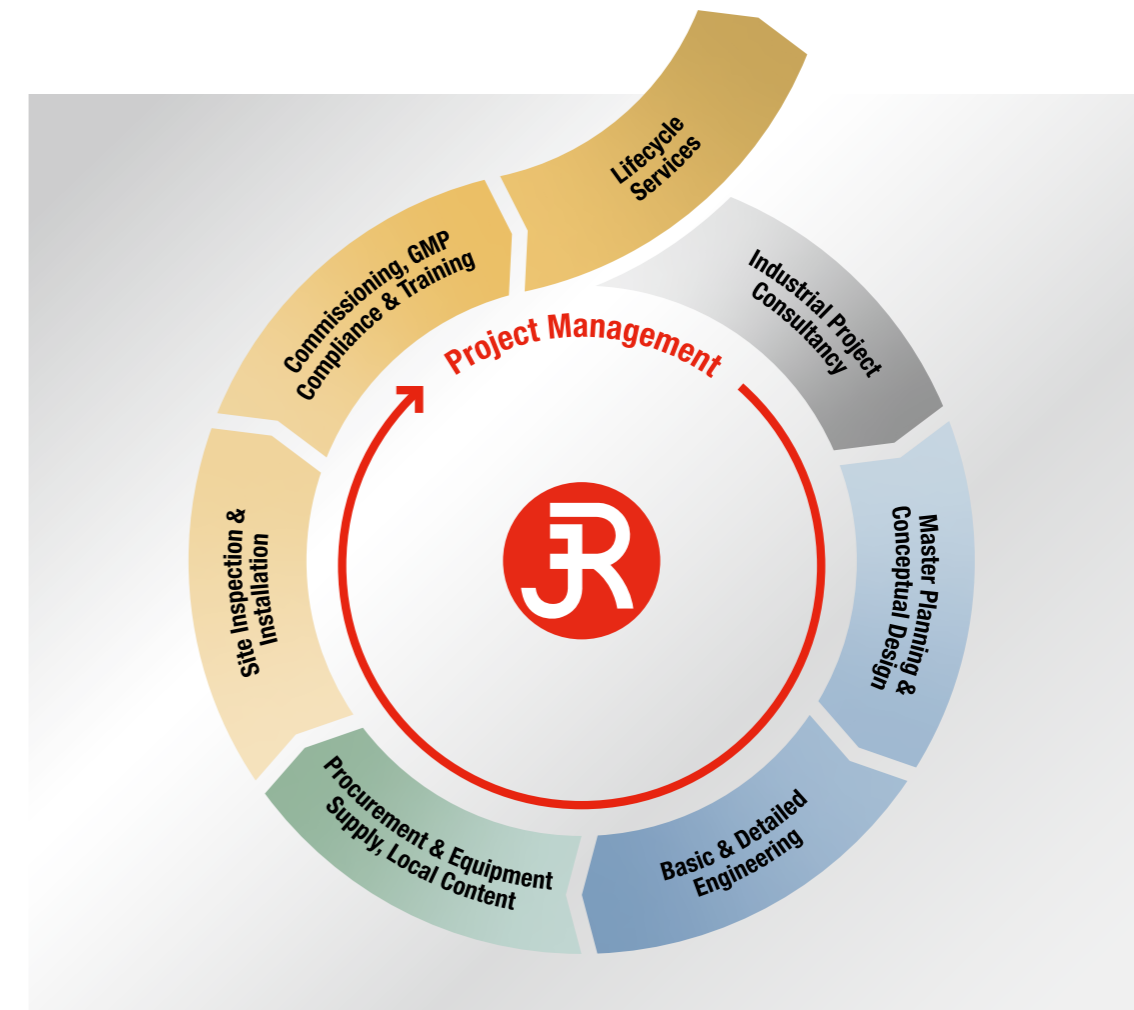 Lifecycle
Services
Industrial Project
Consultancy
Master Planning &
Conceptual Design
Basic & Detailed
Engineering
Procurement & Equipment
Supply, Local Content
Site Inspection &
Installation
Commissioning, GMP
Compliance & Training
Project Management
JR